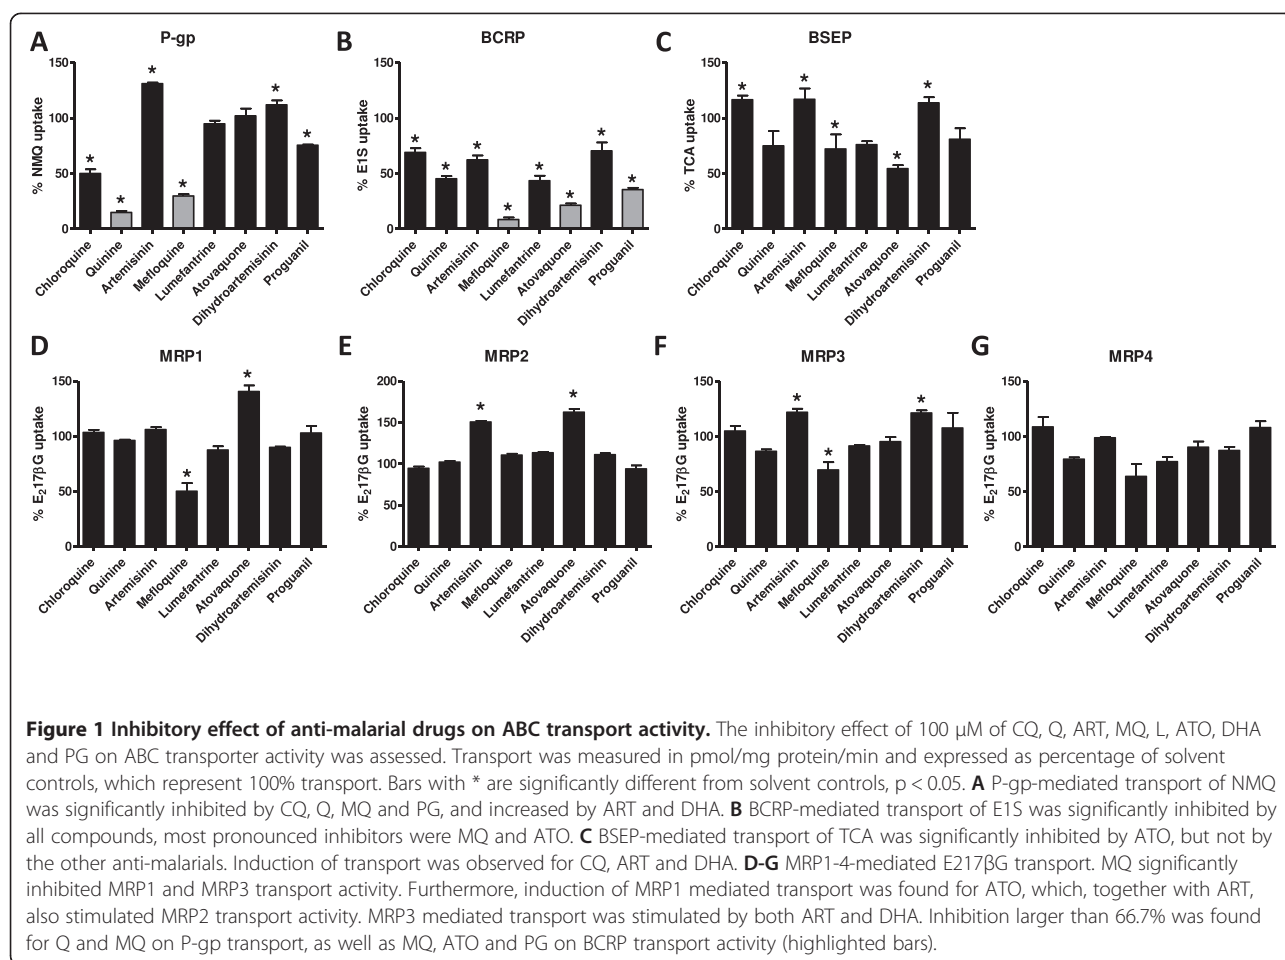 A
P-gp
% NMQ uptake
150
100
50
0
Chloroquine
Quinine
Artemisinin
Mefloquine
Lumefantrine
Atovaquone
Dihydroartemisinin
Proguanil
* * * * * *
B
BCRP
% E1S uptake
150
100
50
0
Chloroquine
Quinine
Artemisinin
Mefloquine
Lumefantrine
Atovaquone
Dihydroartemisinin
Proguanil
* * * * * * * *
C
BSEP
% TCA uptake
150
100
50
0
Chloroquine
Quinine
Artemisinin
Mefloquine
Lumefantrine
Atovaquone
Dihydroartemisinin
Proguanil
* * * * *
D
MRP1
% E₂17βG uptake
150
100
50
0
Chloroquine
Quinine
Artemisinin
Mefloquine
Lumefantrine
Atovaquone
Dihydroartemisinin
Proguanil
* *
E
MRP2
% E₂17βG uptake
200
150
100
50
0
Chloroquine
Quinine
Artemisinin
Mefloquine
Lumefantrine
Atovaquone
Dihydroartemisinin
Proguanil
* *
F
MRP3
% E₂17βG uptake
150
100
50
0
Chloroquine
Quinine
Artemisinin
Mefloquine
Lumefantrine
Atovaquone
Dihydroartemisinin
Proguanil
* * *
G
MRP4
% E₂17βG uptake
150
100
50
0
Chloroquine
Quinine
Artemisinin
Mefloquine
Lumefantrine
Atovaquone
Dihydroartemisinin
Proguanil
Figure 1 Inhibitory effect of anti-malarial drugs on ABC transport activity. The inhibitory effect of 100 μM of CQ, Q, ART, MQ, L, ATO, DHA
and PG on ABC transporter activity was assessed. Transport was measured in pmol/mg protein/min and expressed as percentage of solvent
controls, which represent 100% transport. Bars with * are significantly different from solvent controls, p < 0.05. A P-gp-mediated transport of NMQ
was significantly inhibited by CQ, Q, MQ and PG, and increased by ART and DHA. B BCRP-mediated transport of E1S was significantly inhibited by
all compounds, most pronounced inhibitors were MQ and ATO. C BSEP-mediated transport of TCA was significantly inhibited by ATO, but not by
the other anti-malarials. Induction of transport was observed for CQ, ART and DHA. D-G MRP1-4-mediated E217βG transport. MQ significantly
inhibited MRP1 and MRP3 transport activity. Furthermore, induction of MRP1 mediated transport was found for ATO, which, together with ART,
also stimulated MRP2 transport activity. MRP3 mediated transport was stimulated by both ART and DHA. Inhibition larger than 66.7% was found
for Q and MQ on P-gp transport, as well as MQ, ATO and PG on BCRP transport activity (highlighted bars).